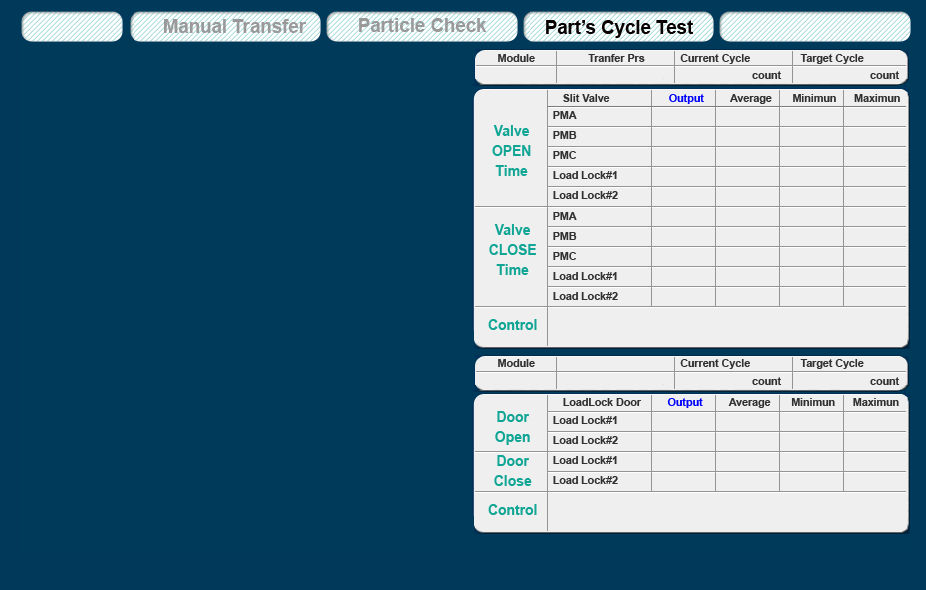 Manual Transfer Particle Check Part's Cycle Test
Module Tranfer Prs Current Cycle Target Cycle
count count
Slit Valve Output Average Minimun Maximun
Valve
OPEN
Time
PMA
PMB
PMC
Load Lock#1
Load Lock#2
Valve
CLOSE
Time
PMA
PMB
PMC
Load Lock#1
Load Lock#2
Control
Module Current Cycle Target Cycle
count count
LoadLock Door Output Average Minimun Maximun
Door
Open
Load Lock#1
Load Lock#2
Door
Close
Load Lock#1
Load Lock#2
Control